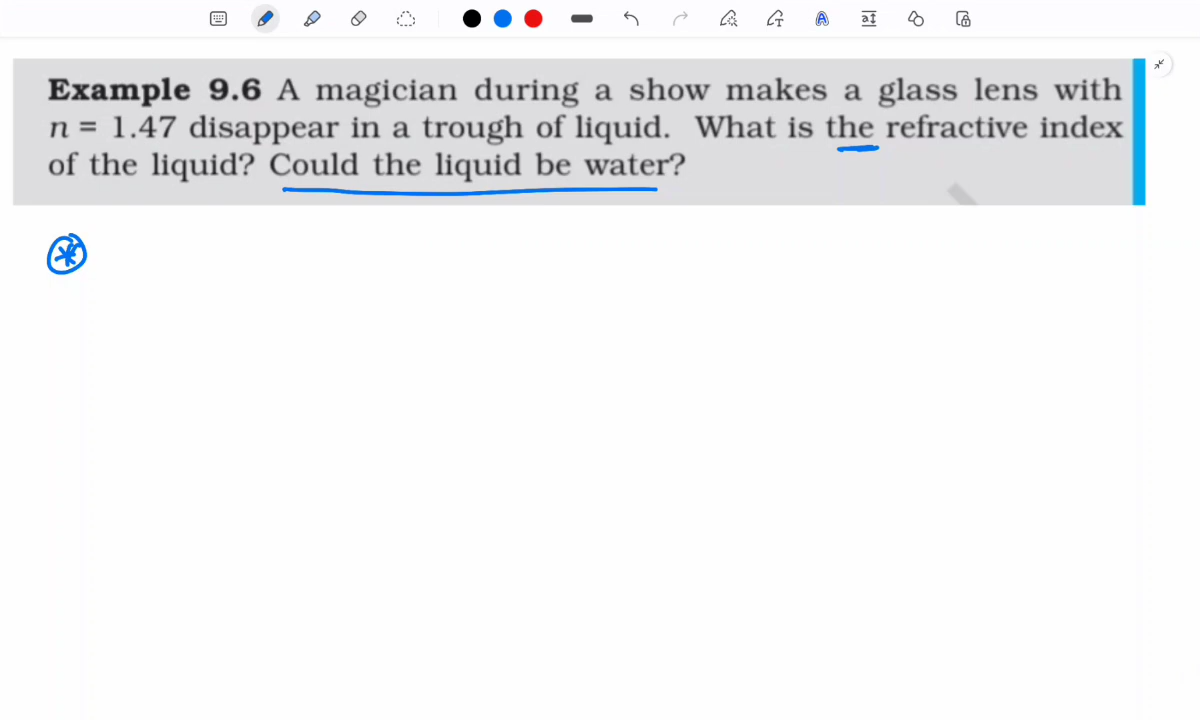 Example 9.6 A magician during a show makes a glass lens with
n = 1.47 disappear in a trough of liquid. What is the refractive index
of the liquid? Could the liquid be water?